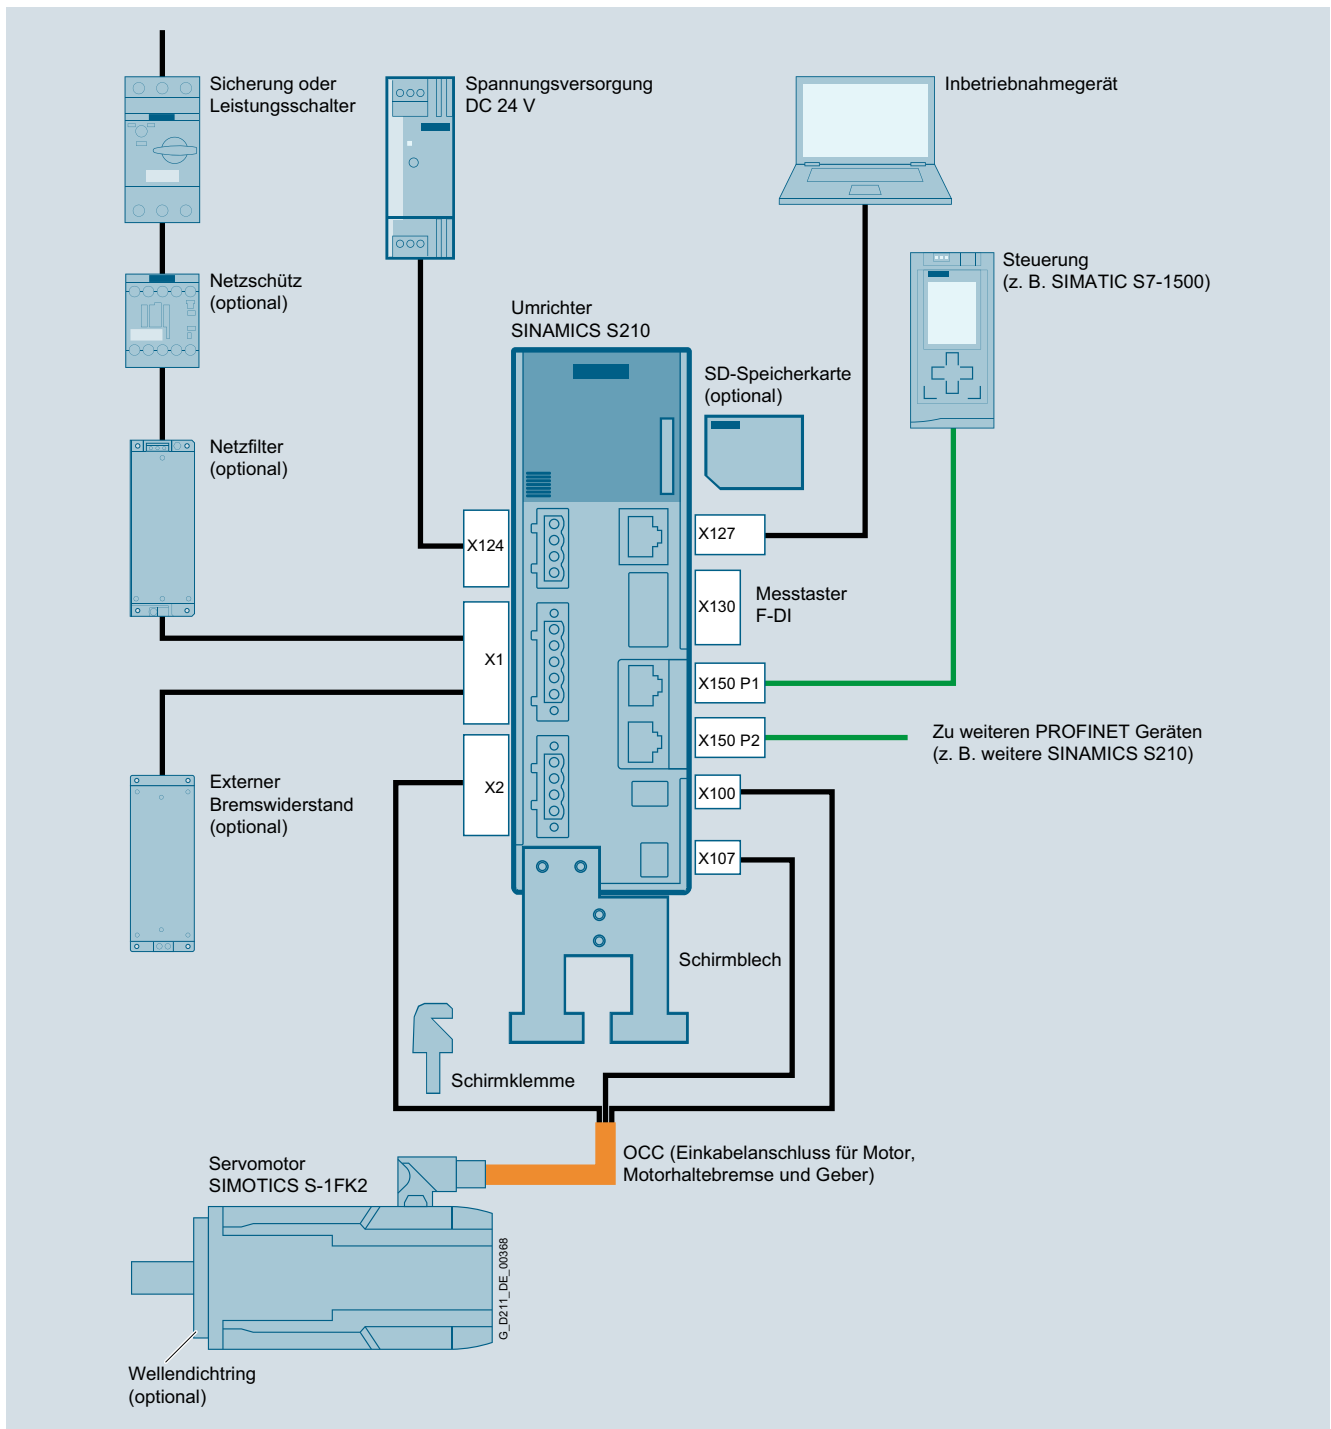 Sicherung oder
Leistungsschalter
Spannungsversorgung
DC 24 V
Inbetriebnahmegerät
Netzschütz
(optional)
Steuerung
(z. B. SIMATIC S7-1500)
Umrichter
SINAMICS S210
SD-Speicherkarte
(optional)
Netzfilter
(optional)
X124
X127
X130
Messtaster
F-DI
X1
X150 P1
X150 P2
Zu weiteren PROFINET Geräten
(z. B. weitere SINAMICS S210)
Externer
Bremswiderstand
(optional)
X2
X100
X107
Schirmblech
Schirmklemme
OCC (Einkabelanschluss für Motor,
Motorhaltebremse und Geber)
Servomotor
SIMOTICS S-1FK2
G_D211_DE_00368
Wellendichtring
(optional)